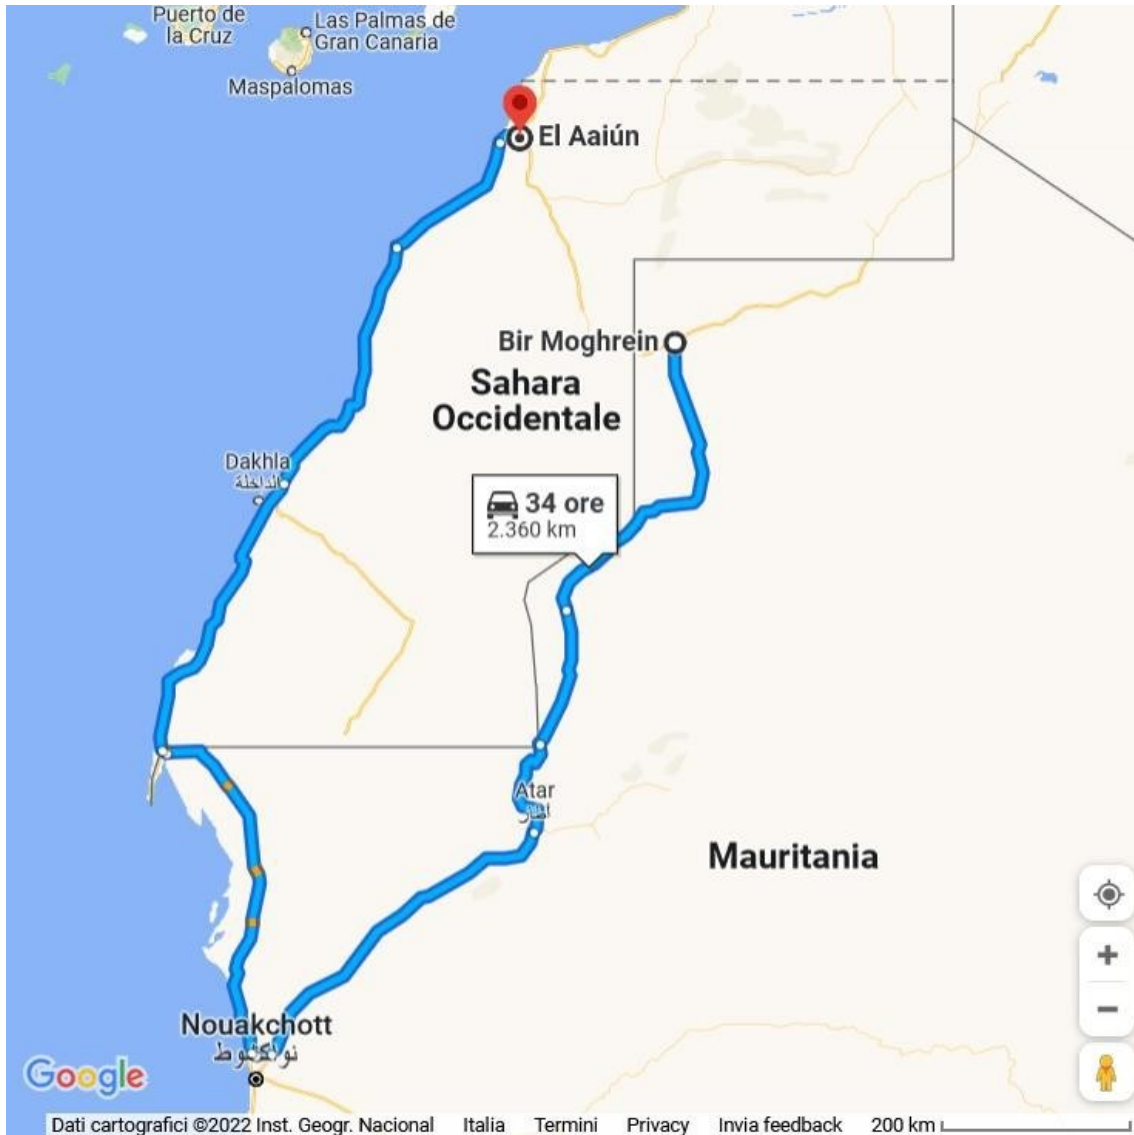 Puerto de
la Cruz
Las Palmas de
Gran Canaria
Maspalomas
El Aaiún
Bir Moghrein
Sahara
Occidentale
Dakhla
الداخلة
34 ore
2.360 km
Atar
أطار
Mauritania
Nouakchott
نواكشوط
Google
Dati cartografici ©2022 Inst. Geogr. Nacional Italia Termini Privacy Invia feedback 200 km